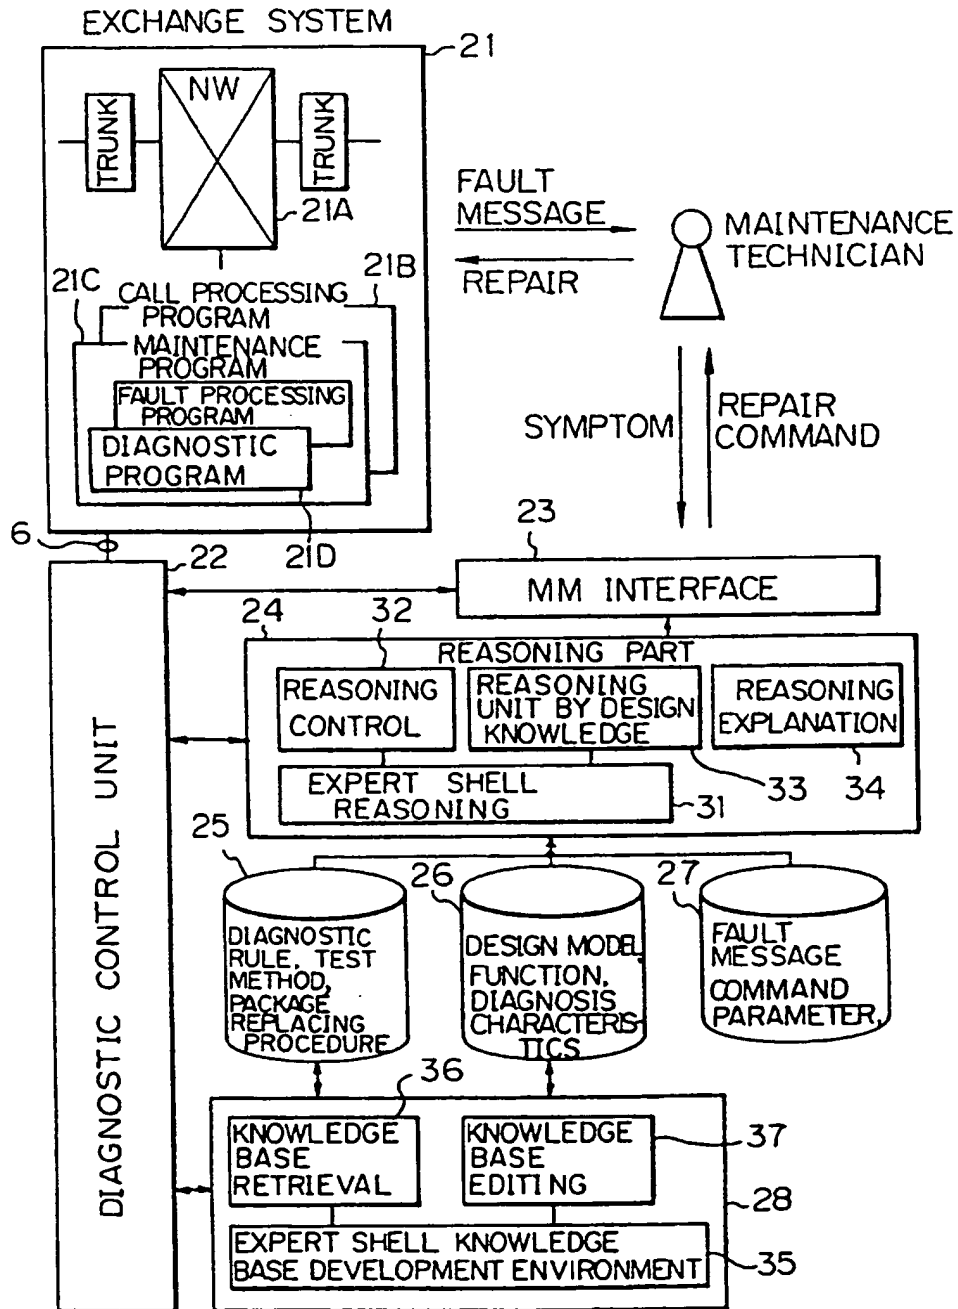 EXCHANGE SYSTEM
21
NW
TRUNK
TRUNK
21A
FAULT
MESSAGE
REPAIR
MAINTENANCE
TECHNICIAN
21C
21B
CALL PROCESSING
PROGRAM
MAINTENANCE
PROGRAM
FAULT PROCESSING
PROGRAM
DIAGNOSTIC
PROGRAM
21D
SYMPTOM
REPAIR
COMMAND
6
22
23
MM INTERFACE
24
32
REASONING PART
REASONING
CONTROL
REASONING
UNIT BY DESIGN
KNOWLEDGE
REASONING
EXPLANATION
33
34
EXPERT SHELL
REASONING
31
DIAGNOSTIC CONTROL UNIT
25
26
27
DIAGNOSTIC
RULE, TEST
METHOD,
PACKAGE
REPLACING
PROCEDURE
DESIGN MODEL,
FUNCTION,
DIAGNOSIS
CHARACTERIS-
TICS
FAULT
MESSAGE
COMMAND
PARAMETER,
36
KNOWLEDGE
BASE
RETRIEVAL
KNOWLEDGE
BASE
EDITING
37
28
EXPERT SHELL KNOWLEDGE
BASE DEVELOPMENT ENVIRONMENT
35